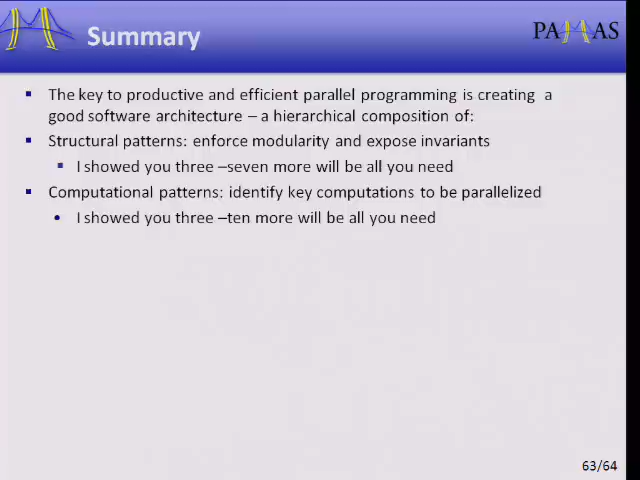 Summary
PA AS
The key to productive and efficient parallel programming is creating a
good software architecture – a hierarchical composition of:
Structural patterns: enforce modularity and expose invariants
I showed you three –seven more will be all you need
Computational patterns: identify key computations to be parallelized
I showed you three –ten more will be all you need
63/64